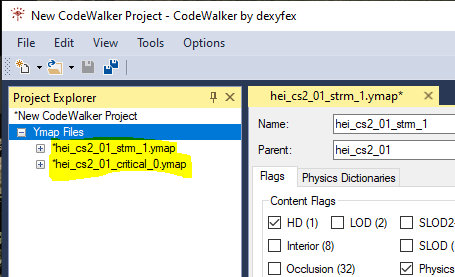 New CodeWalker Project - CodeWalker by dexyfex
File Edit View Tools Options
Project Explorer
*New CodeWalker Project
Ymap Files
*hei_cs2_01_strm_1.ymap
*hei_cs2_01_critical_0.ymap
hei_cs2_01_strm_1.ymap*
Name: hei_cs2_01_strm_1
Parent: hei_cs2_01
Flags Physics Dictionaries
Content Flags
HD (1) LOD (2) SLOD2
Interior (8) SLOD (
Occlusion (32) Physics